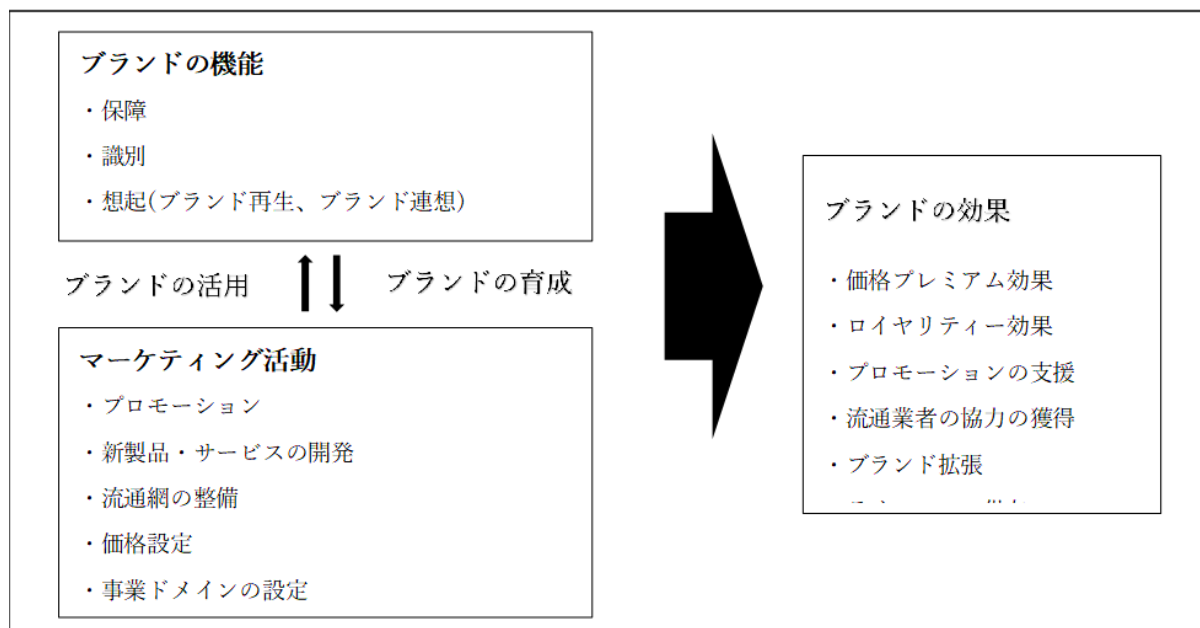 ブランドの機能
・保障
・識別
・想起(ブランド再生、ブランド連想)
ブランドの活用
ブランドの育成
マーケティング活動
・プロモーション
・新製品・サービスの開発
・流通網の整備
・価格設定
・事業ドメインの設定
ブランドの効果
・価格プレミアム効果
・ロイヤリティー効果
・プロモーションの支援
・流通業者の協力の獲得
・ブランド拡張